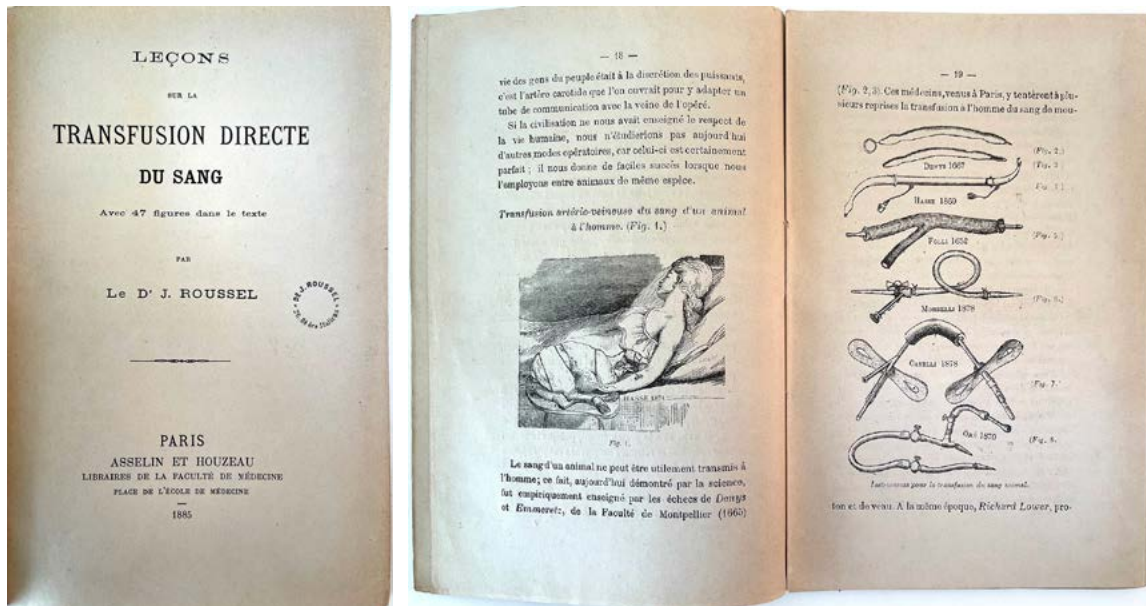 LEÇONS
SUR LA
TRANSFUSION DIRECTE
DU SANG
Avec 47 figures dans le texte
PAR
Le Dr J. ROUSSEL
DR J. ROUSSEL
PARIS
ASSELIN ET HOUZEAU
LIBRAIRES DE LA FACULTÉ DE MÉDECINE
PLACE DE L'ÉCOLE DE MÉDECINE
1885
— 18 —
vie des gens du peuple était à la discrétion des puissants,
c'est l'artère carotide que l'on ouvrait pour y adapter un
tube de communication avec la veine de l'opéré.
Si la civilisation ne nous avait enseigné le respect de
la vie humaine, nous n'étudierions pas aujourd'hui
d'autres modes opératoires, car celui-ci est certainement
parfait ; il nous donne de faciles succès lorsque nous
l'employons entre animaux de même espèce.
Transfusion artério-veineuse du sang d'un animal
à l'homme. (Fig. 1.)
HASSE 1874
Fig. 1.
Le sang d'un animal ne peut être utilement transmis à
l'homme; ce fait, aujourd'hui démontré par la science,
fut empiriquement enseigné par les échecs de Denys
et Emmeretz, de la Faculté de Montpellier (1665)
— 19 —
(Fig. 2, 3). Ces médecins, venus à Paris, y tentèrent à plu-
sieurs reprises la transfusion à l'homme du sang de mou-
(Fig. 2.)
DENYS 1667
(Fig. 3
HASSE 1869
FOLLI 1652
(Fig. 5.)
MORSELLI 1878
(Fig. 6.)
CASELLI 1878
(Fig. 7.
ORÉ 1870
(Fig. 8.
Instruments pour la transfusion du sang animal.
ton et de veau. A la même époque, Richard Lower, pro-